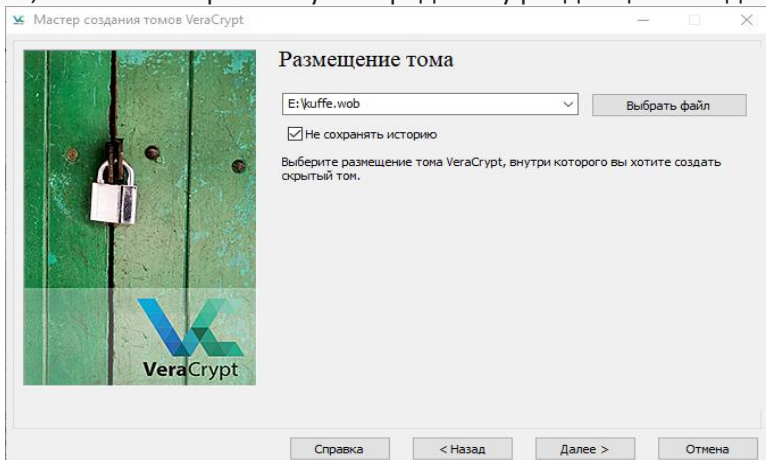 Мастер создания томов VeraCrypt
Размещение тома
E:\kuffe.wob
Выбрать файл
Не сохранять историю
Выберите размещение тома VeraCrypt, внутри которого вы хотите создать
скрытый том.
VeraCrypt
Справка
< Назад
Далее >
Отмена